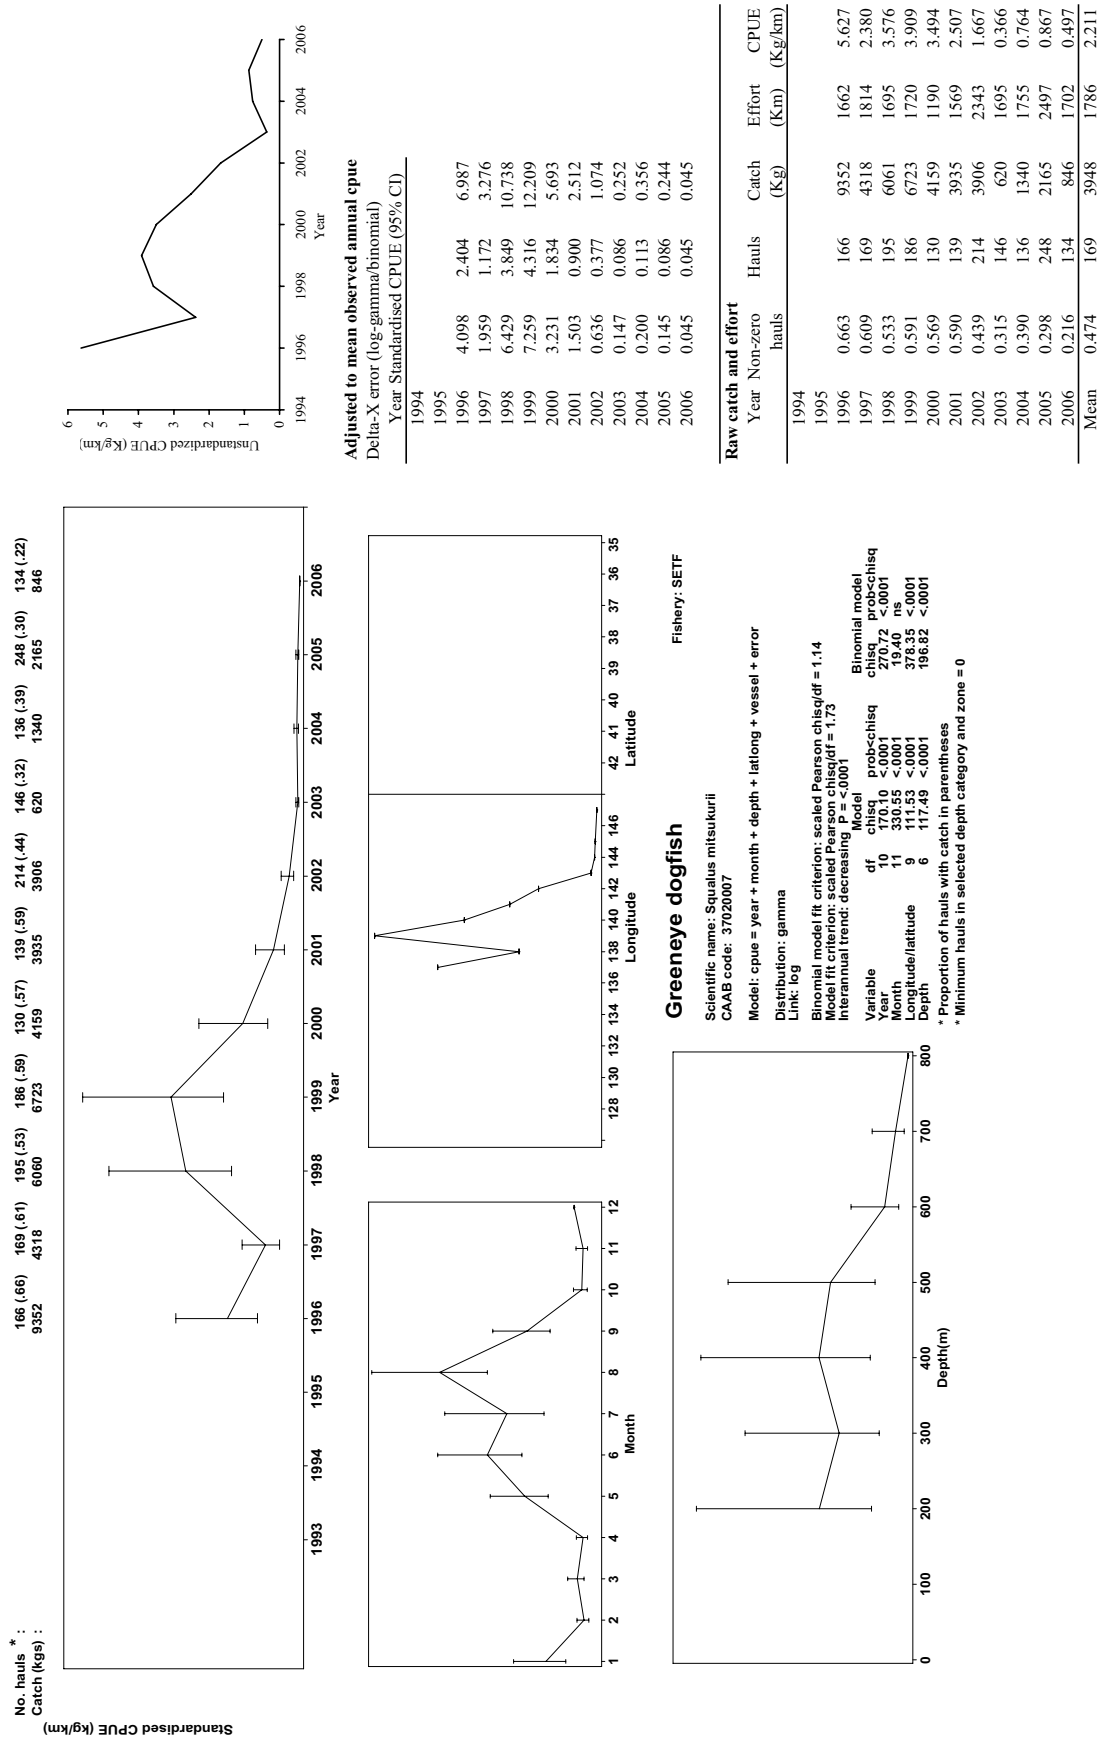 No. hauls * : 166 (.66) 169 (.61) 195 (.53) 186 (.59) 130 (.57) 139 (.59) 214 (.44) 146 (.32) 136 (.39) 248 (.30) 134 (.22)
Catch (kgs) : 9352 4318 6060 6723 4159 3935 3906 620 1340 2165 846
Standardised CPUE (kg/km)
1993 1994 1995 1996 1997 1998 1999 2000 2001 2002 2003 2004 2005 2006
Year
1 2 3 4 5 6 7 8 9 10 11 12
Month
128 130 132 134 136 138 140 142 144 146
Longitude
42 41 40 39 38 37 36 35
Latitude
0 100 200 300 400 500 600 700 800
Depth(m)
Greeneye dogfish
Fishery: SETF
Scientific name: Squalus mitsukurii
CAAB code: 37020007
Model: cpue = year + month + depth + latlong + vessel + error
Distribution: gamma
Link: log
Binomial model fit criterion: scaled Pearson chisq/df = 1.14
Model fit criterion: scaled Pearson chisq/df = 1.73
Interannual trend: decreasing P = <.0001
Model Binomial model
Variable df chisq prob<chisq chisq prob<chisq
Year 10 170.10 <.0001 270.72 <.0001
Month 11 330.55 <.0001 19.40 ns
Longitude/latitude 9 111.53 <.0001 378.35 <.0001
Depth 6 117.49 <.0001 196.82 <.0001
* Proportion of hauls with catch in parentheses
* Minimum hauls in selected depth category and zone = 0
Unstandardized CPUE (Kg/km)
6
5
4
3
2
1
0
1994 1996 1998 2000 2002 2004 2006
Year
Adjusted to mean observed annual cpue
Delta-X error (log-gamma/binomial)
Year Standardised CPUE (95% CI)
1994
1995
1996 4.098 2.404 6.987
1997 1.959 1.172 3.276
1998 6.429 3.849 10.738
1999 7.259 4.316 12.209
2000 3.231 1.834 5.693
2001 1.503 0.900 2.512
2002 0.636 0.377 1.074
2003 0.147 0.086 0.252
2004 0.200 0.113 0.356
2005 0.145 0.086 0.244
2006 0.045 0.045 0.045
Raw catch and effort
Year Non-zero Hauls Catch Effort CPUE
hauls (Kg) (Km) (Kg/km)
1994
1995
1996 0.663 166 9352 1662 5.627
1997 0.609 169 4318 1814 2.380
1998 0.533 195 6061 1695 3.576
1999 0.591 186 6723 1720 3.909
2000 0.569 130 4159 1190 3.494
2001 0.590 139 3935 1569 2.507
2002 0.439 214 3906 2343 1.667
2003 0.315 146 620 1695 0.366
2004 0.390 136 1340 1755 0.764
2005 0.298 248 2165 2497 0.867
2006 0.216 134 846 1702 0.497
Mean 0.474 169 3948 1786 2.211